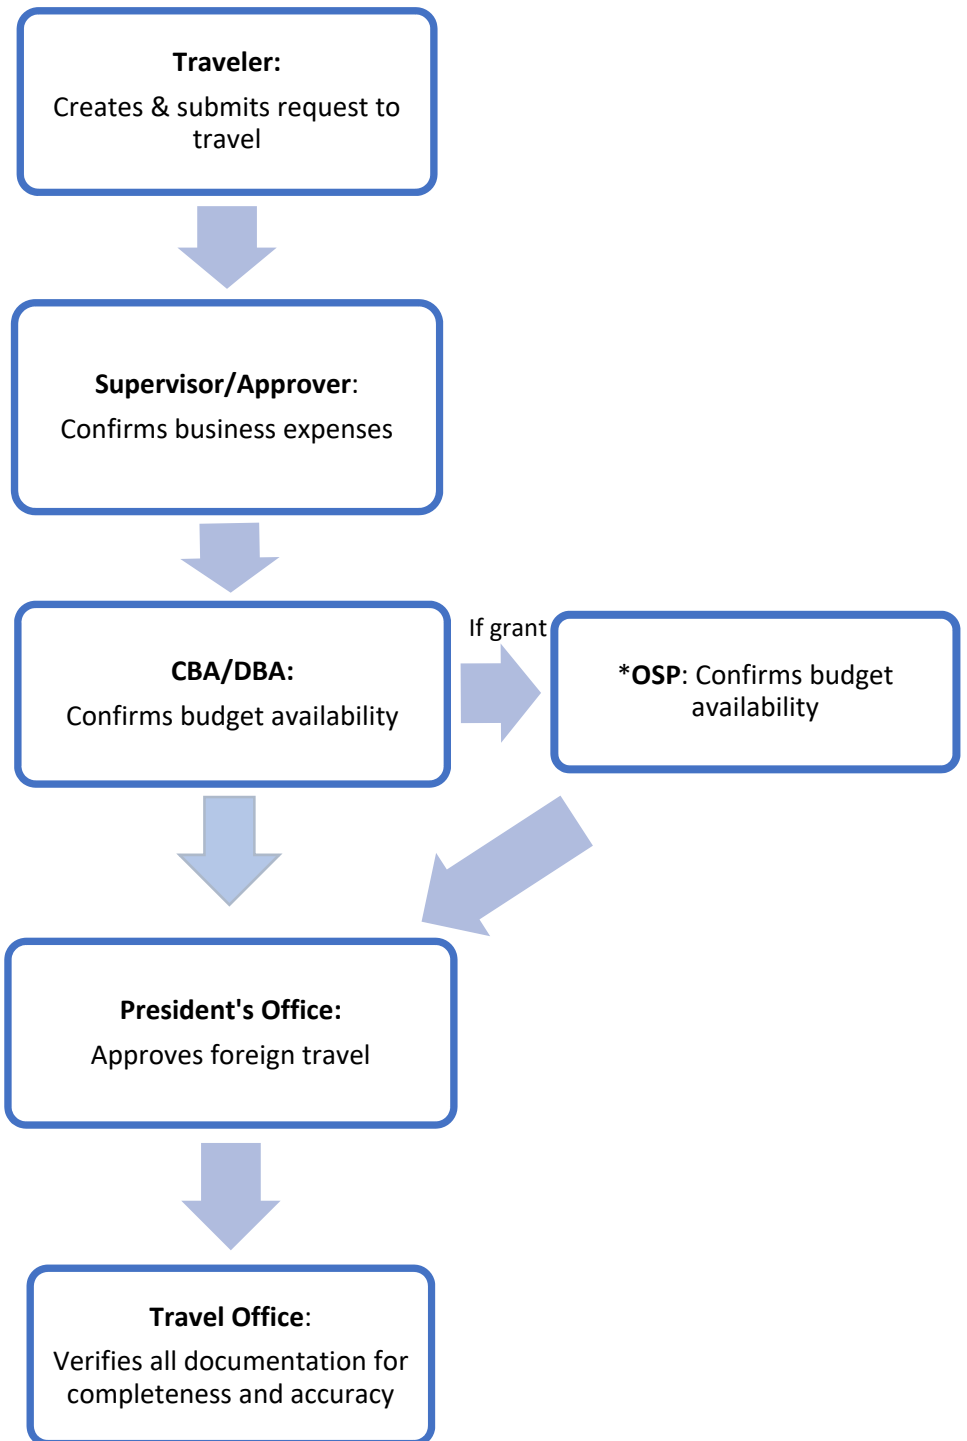 Traveler:
Creates & submits request to
travel
Supervisor/Approver:
Confirms business expenses
CBA/DBA:
Confirms budget availability
If grant
*OSP: Confirms budget
availability
President's Office:
Approves foreign travel
Travel Office:
Verifies all documentation for
completeness and accuracy